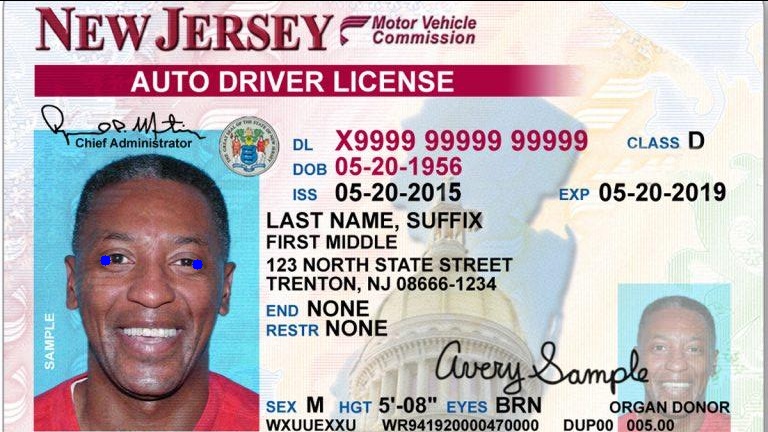 NEW JERSEY Motor Vehicle Commission
AUTO DRIVER LICENSE
Chief Administrator
DL X9999 99999 99999 CLASS D
DOB 05-20-1956
ISS 05-20-2015 EXP 05-20-2019
LAST NAME, SUFFIX
FIRST MIDDLE
123 NORTH STATE STREET
TRENTON, NJ 08666-1234
END NONE
RESTR NONE
SAMPLE
Avery Sample
SEX M HGT 5'-08" EYES BRN ORGAN DONOR
WXUUEXXU WR941920000470000 DUP00 005.00